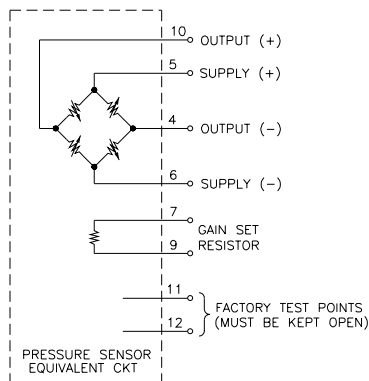 10 OUTPUT (+)
5 SUPPLY (+)
4 OUTPUT (-)
6 SUPPLY (-)
7
GAIN SET
RESISTOR
9
11
FACTORY TEST POINTS
(MUST BE KEPT OPEN)
12
PRESSURE SENSOR
EQUIVALENT CKT